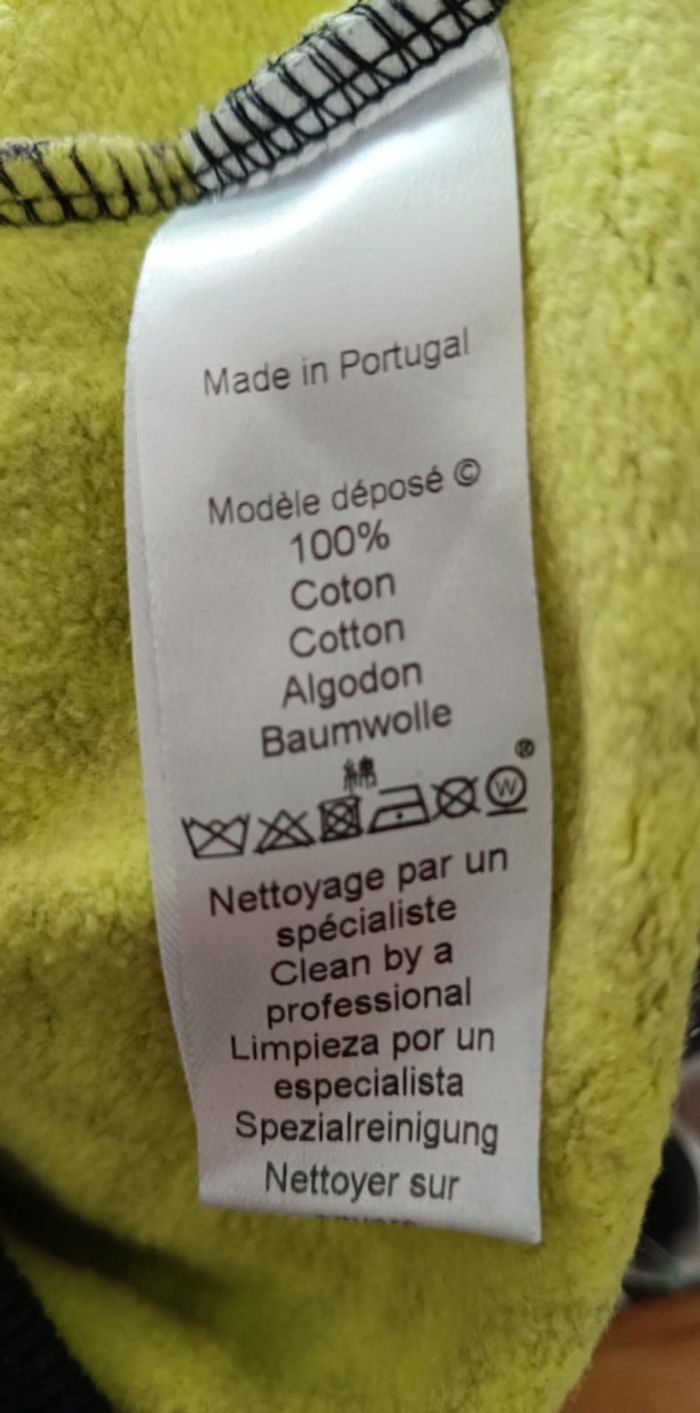 Made in Portugal
Modèle déposé ©
100%
Coton
Cotton
Algodon
Baumwolle
綿
W ®
Nettoyage par un
spécialiste
Clean by a
professional
Limpieza por un
especialista
Spezialreinigung
Nettoyer sur